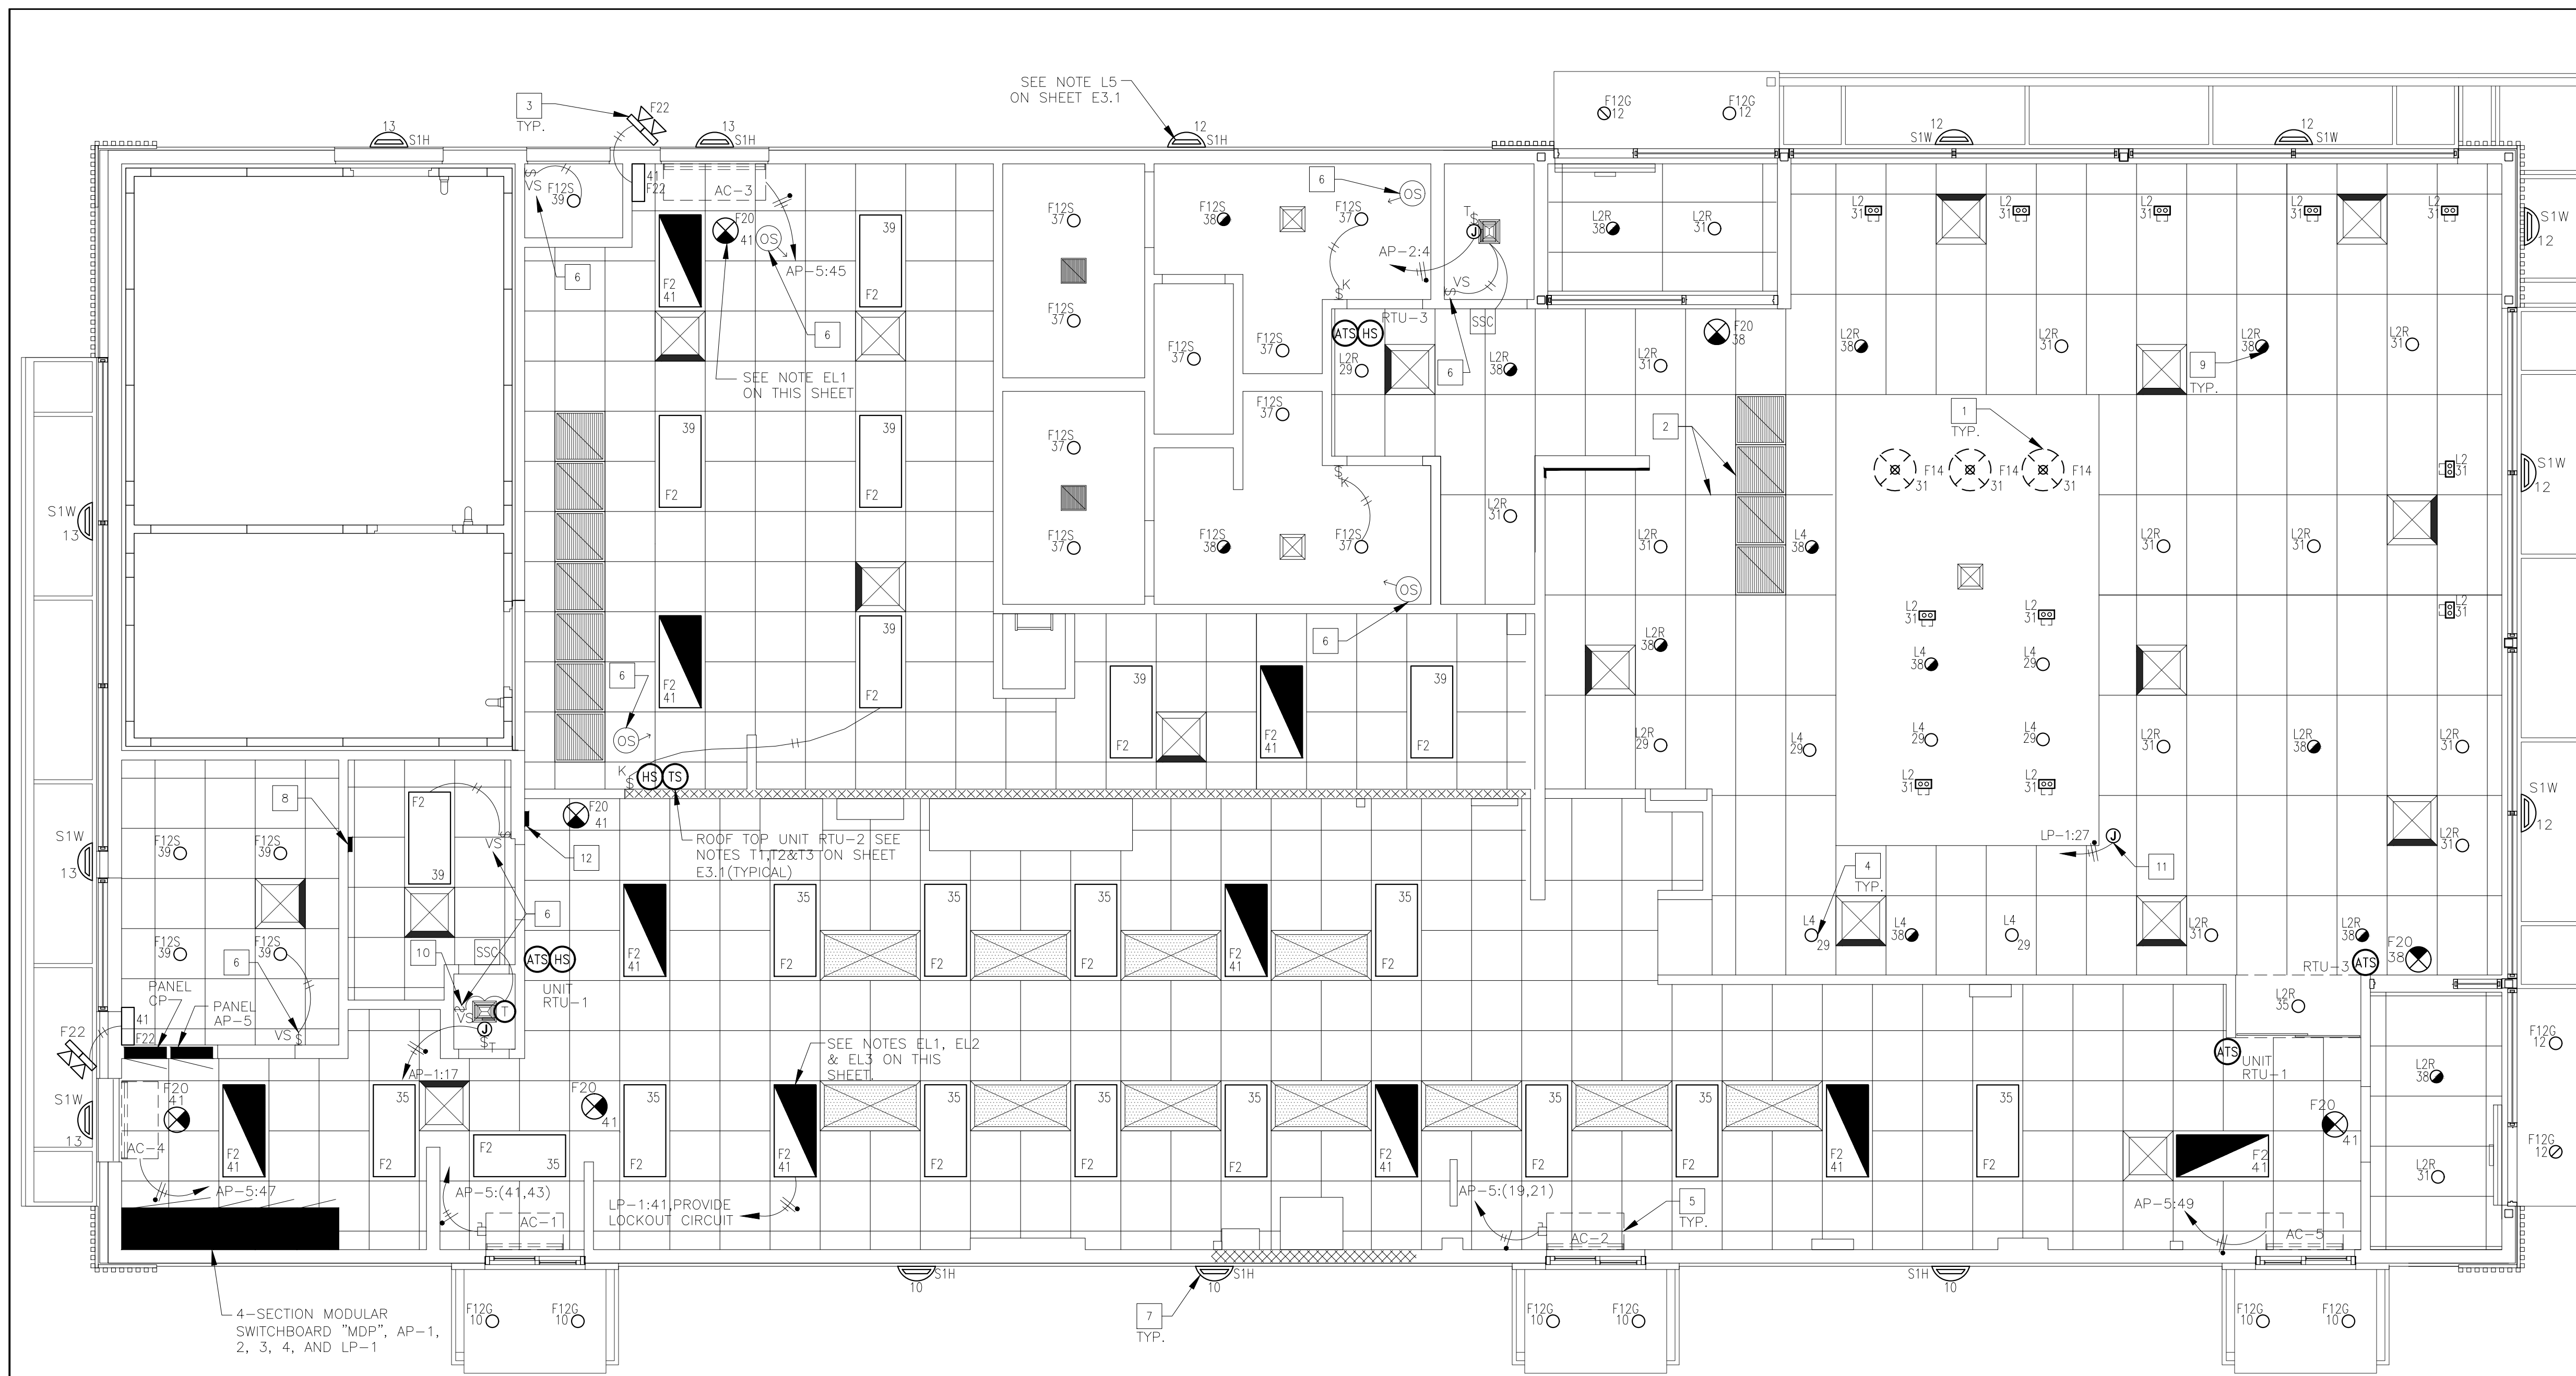 SEE NOTE L5
ON SHEET E3.1
3
TYP.
F22
13
S1H
13
S1H
12
S1H
F12G
12
F12G
12
12
S1W
12
S1W
VS
F12S
39
41
F22
AC-3
F20
41
OS
AP-5:45
6
6
39
F2
41
F2
SEE NOTE EL1
ON THIS SHEET
F12S
37
F12S
38
F12S
37
6
OS
F12S
37
F12S
37
F12S
37
K
$
AP-2:4
T
$
J
VS
RTU-3
SSC
ATS
HS
L2R
29
6
L2R
38
L2R
38
L2R
31
F20
38
L2R
31
L2
31
L2
31
L2
31
L2
31
L2
31
S1W
12
L2R
38
L2R
31
L2R
38
L2R
31
9
TYP.
2
1
TYP.
F14
31
F14
31
F14
31
L2
31
S1W
12
39
F2
39
F2
F12S
37
F12S
37
F12S
37
F12S
38
F12S
37
$
K
L2R
31
L2R
31
L4
38
L2R
31
L2R
31
L2
31
S1W
13
OS
6
6
OS
F2
41
39
F2
39
F2
F2
41
39
F2
L2R
38
L2R
29
L2
31
L2
31
L4
38
L4
29
L4
29
L4
29
L4
29
L2
31
L2
31
L2R
31
L2R
38
L2R
31
S1W
12
K
$
HS
TS
8
F2
39
VS
$
F20
41
12
ROOF TOP UNIT RTU-2 SEE
NOTES T1,T2&T3 ON SHEET
E3.1(TYPICAL)
LP-1:27
J
11
4
TYP.
L2R
31
S1W
13
F12S
39
F12S
39
F12S
39
F12S
39
6
PANEL
CP
PANEL
AP-5
VS
$
10
6
SSC
ATS
HS
UNIT
RTU-1
VS
T
J
$
T
F2
41
35
F2
35
F2
35
F2
F2
41
35
F2
L4
29
L4
38
L4
29
L2R
31
L2R
38
F20
38
RTU-3
ATS
L2R
35
ATS
UNIT
RTU-1
F22
41
F22
AP-1:17
SEE NOTES EL1, EL2
& EL3 ON THIS
SHEET.
F12G
12
L2R
38
S1W
13
AC-4
F20
41
F2
41
35
F2
F2
35
F20
41
35
F2
F2
41
35
F2
35
F2
35
F2
F2
41
35
F2
35
F2
F2
41
35
F2
F2
41
F20
41
L2R
31
F12G
12
AP-5:47
AP-5:(41,43)
AC-1
LP-1:41,PROVIDE
LOCKOUT CIRCUIT
AP-5:(19,21)
AC-2
5
TYP.
AP-5:49
AC-5
S1H
10
S1H
10
7
TYP.
S1H
10
4-SECTION MODULAR
SWITCHBOARD "MDP", AP-1,
2, 3, 4, AND LP-1
F12G
10
F12G
10
F12G
10
F12G
10
F12G
10
F12G
10